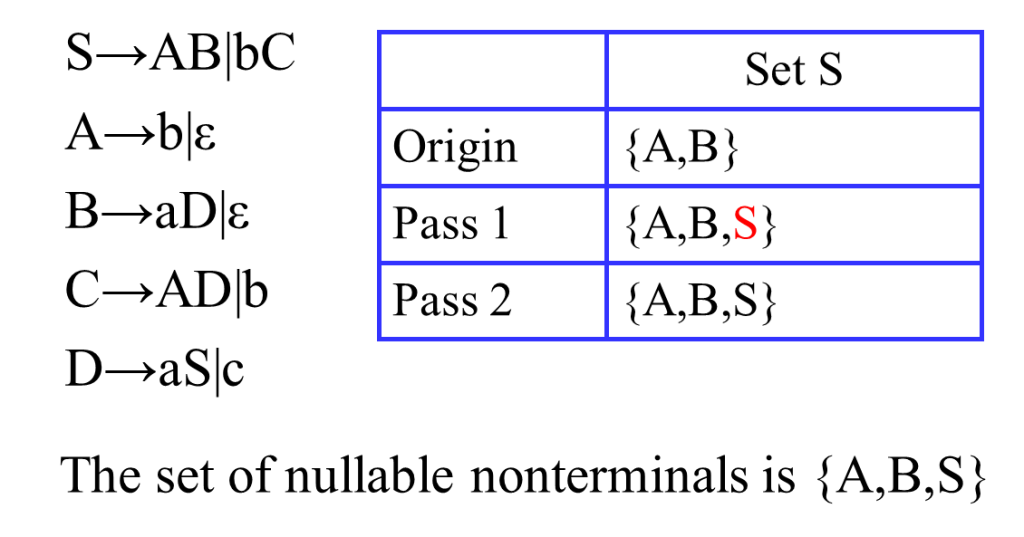 S→AB|bC
A→b|ε
B→aD|ε
C→AD|b
D→aS|c
Set S
Origin {A,B}
Pass 1 {A,B,S}
Pass 2 {A,B,S}
The set of nullable nonterminals is {A,B,S}